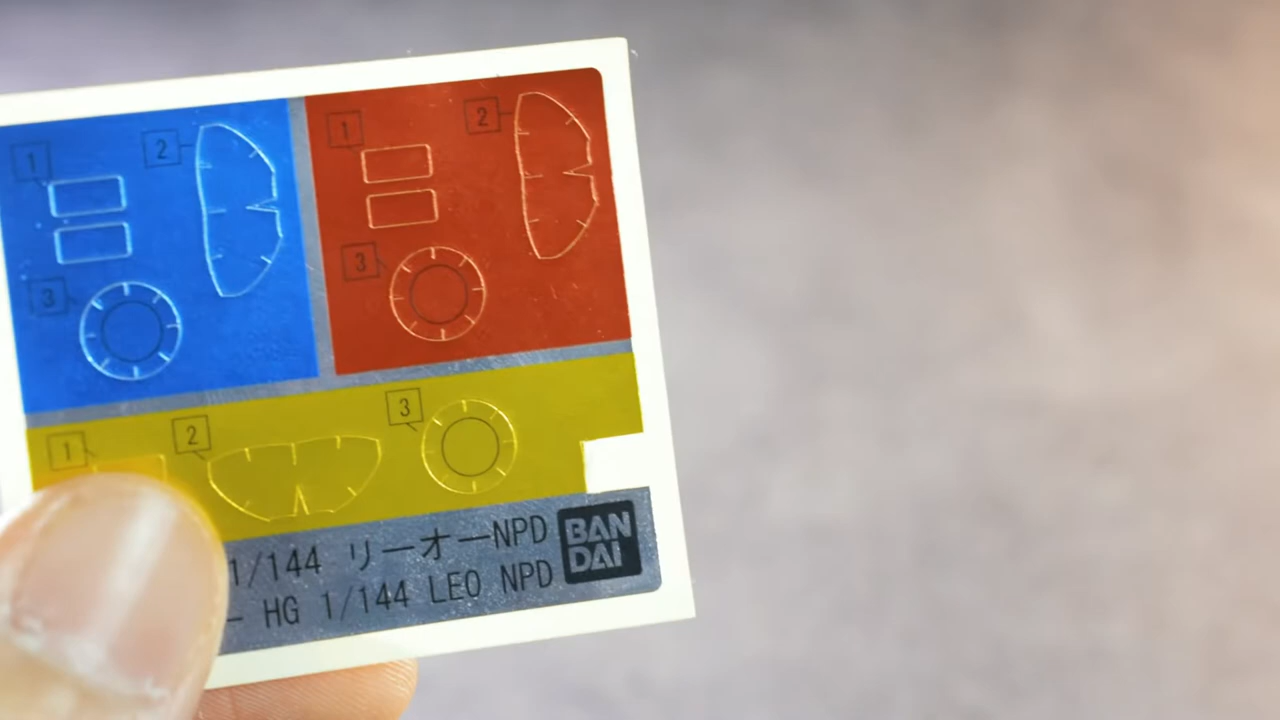 1
2
3
1
2
3
1
2
3
1/144 リーオーNPD
– HG 1/144 LEO NPD
BAN
DAI